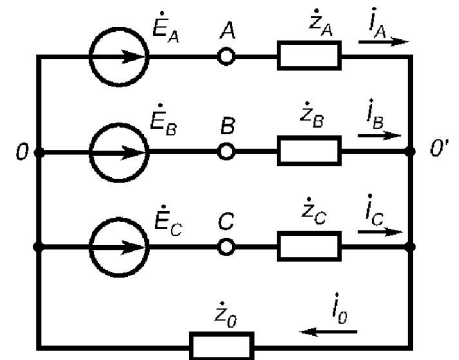 Ė_A A ż_A i̇_A
0 Ė_B B ż_B i̇_B 0'
Ė_C C ż_C i̇_C
ż_0 i̇_0